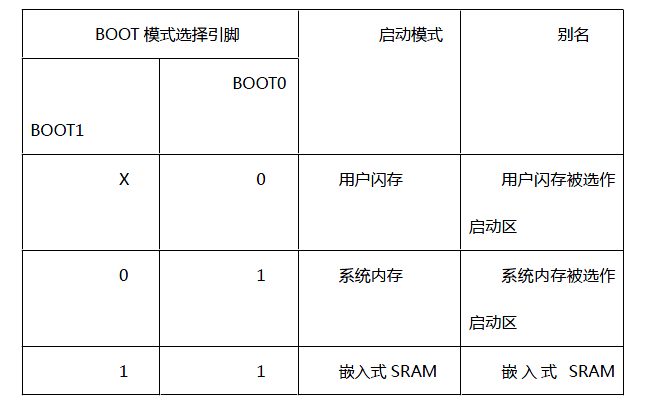 BOOT 模式选择引脚 启动模式 别名
BOOT1 BOOT0
X 0 用户闪存 用户闪存被选作
启动区
0 1 系统内存 系统内存被选作
启动区
1 1 嵌入式 SRAM 嵌入式 SRAM